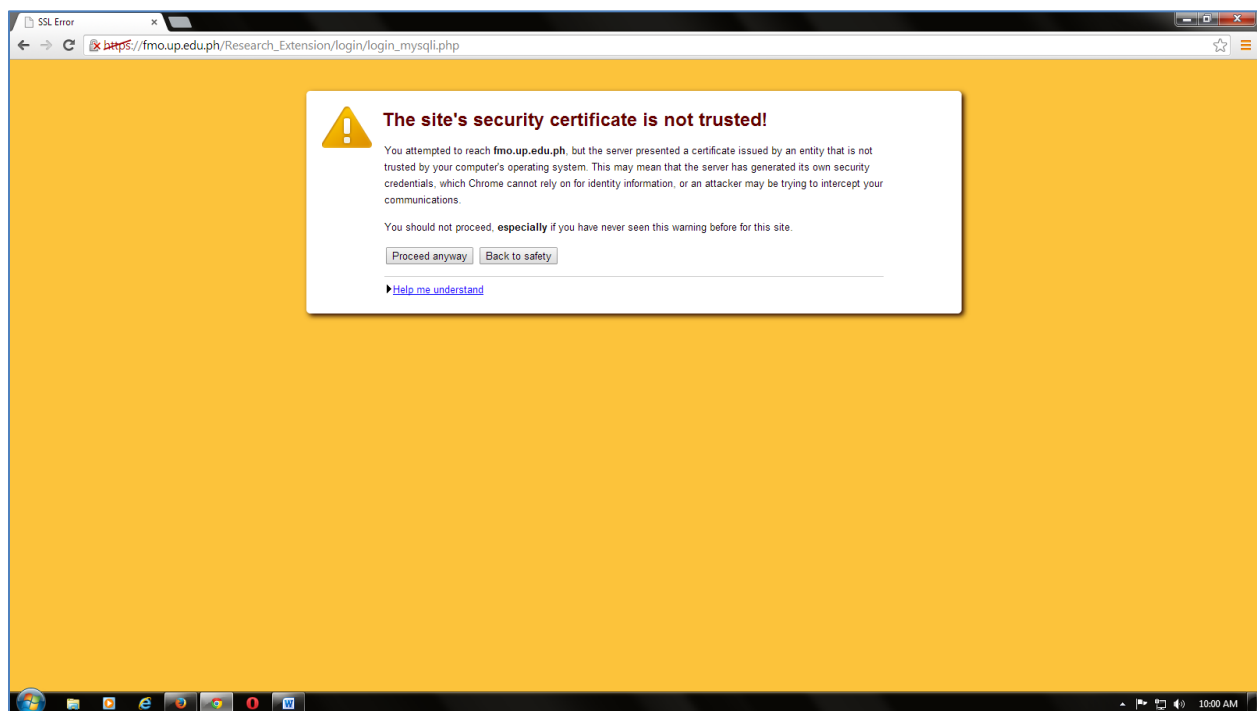 SSL Error
https://fmo.up.edu.ph/Research_Extension/login/login_mysqli.php
The site's security certificate is not trusted!
You attempted to reach fmo.up.edu.ph, but the server presented a certificate issued by an entity that is not
trusted by your computer's operating system. This may mean that the server has generated its own security
credentials, which Chrome cannot rely on for identity information, or an attacker may be trying to intercept your
communications.
You should not proceed, especially if you have never seen this warning before for this site.
Proceed anyway Back to safety
Help me understand
10:00 AM